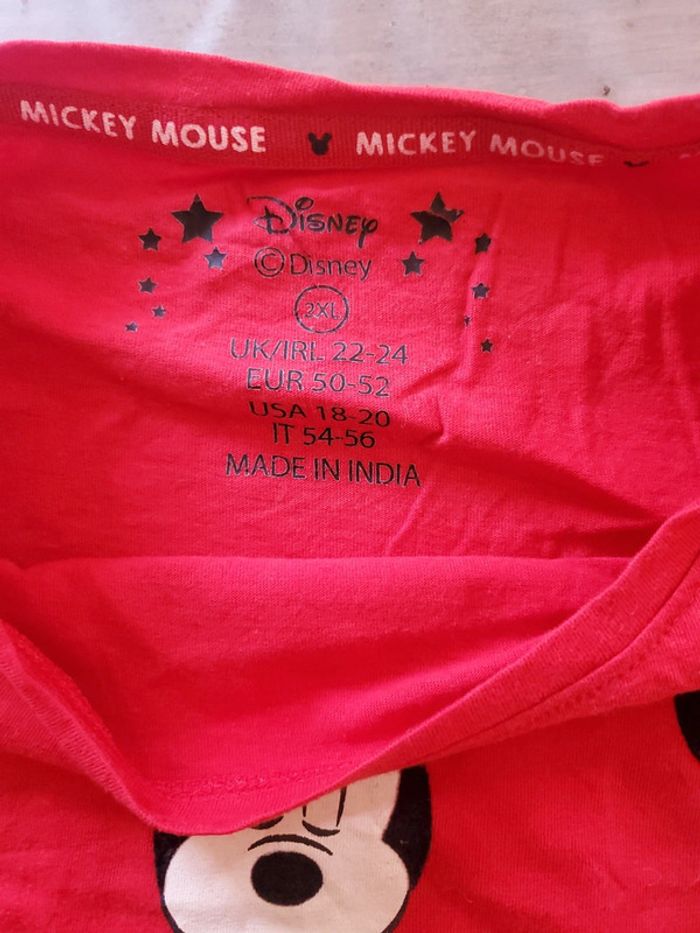 MICKEY MOUSE MICKEY MOUSE
Disney
©Disney
2XL
UK/IRL 22-24
EUR 50-52
USA 18-20
IT 54-56
MADE IN INDIA